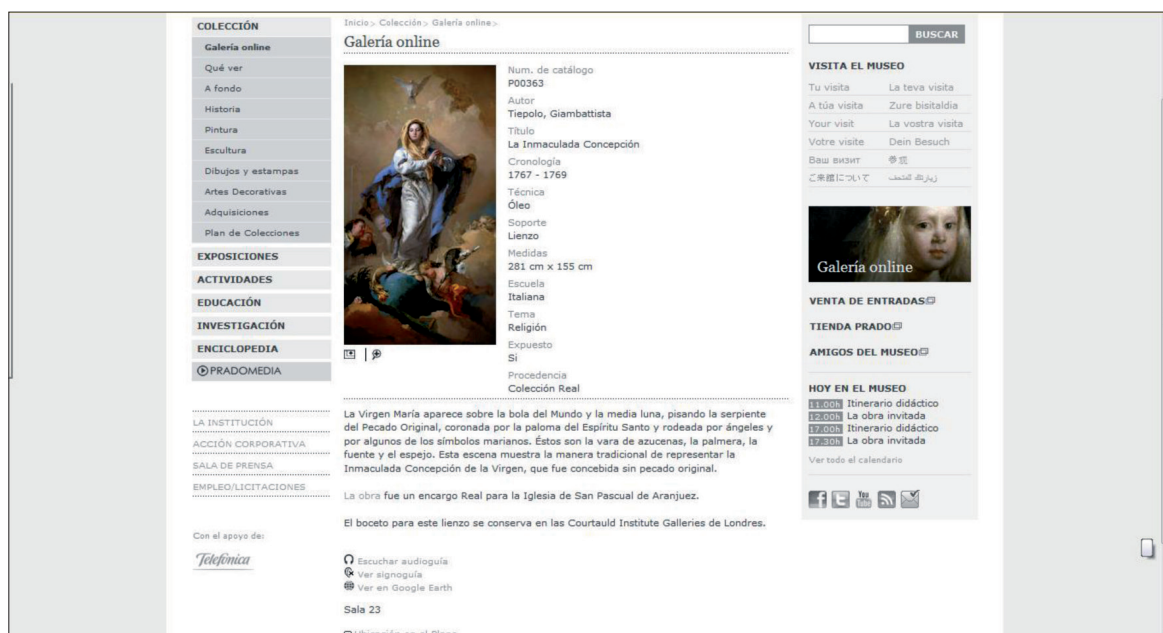 COLECCIÓN
Galería online
Qué ver
A fondo
Historia
Pintura
Escultura
Dibujos y estampas
Artes Decorativas
Adquisiciones
Plan de Colecciones
EXPOSICIONES
ACTIVIDADES
EDUCACIÓN
INVESTIGACIÓN
ENCICLOPEDIA
PRADOMEDIA
LA INSTITUCIÓN
ACCIÓN CORPORATIVA
SALA DE PRENSA
EMPLEO/LICITACIONES
Con el apoyo de:
Telefónica
Inicio > Colección > Galería online >
Galería online
Num. de catálogo
P00363
Autor
Tiepolo, Giambattista
Título
La Inmaculada Concepción
Cronología
1767 - 1769
Técnica
Óleo
Soporte
Lienzo
Medidas
281 cm x 155 cm
Escuela
Italiana
Tema
Religión
Expuesto
Si
Procedencia
Colección Real
La Virgen María aparece sobre la bola del Mundo y la media luna, pisando la serpiente
del Pecado Original, coronada por la paloma del Espíritu Santo y rodeada por ángeles y
por algunos de los símbolos marianos. Éstos son la vara de azucenas, la palmera, la
fuente y el espejo. Esta escena muestra la manera tradicional de representar la
Inmaculada Concepción de la Virgen, que fue concebida sin pecado original.
La obra fue un encargo Real para la Iglesia de San Pascual de Aranjuez.
El boceto para este lienzo se conserva en las Courtauld Institute Galleries de Londres.
Escuchar audioguía
Ver signoguía
Ver en Google Earth
Sala 23
Ubicación en el Plano
BUSCAR
VISITA EL MUSEO
Tu visita La teva visita
A túa visita Zure bisitaldia
Your visit La vostra visita
Votre visite Dein Besuch
Ваш визит
ご来館について
Galería online
VENTA DE ENTRADAS
TIENDA PRADO
AMIGOS DEL MUSEO
HOY EN EL MUSEO
11.00h Itinerario didáctico
12.00h La obra invitada
17.00h Itinerario didáctico
17.30h La obra invitada
Ver todo el calendario
You